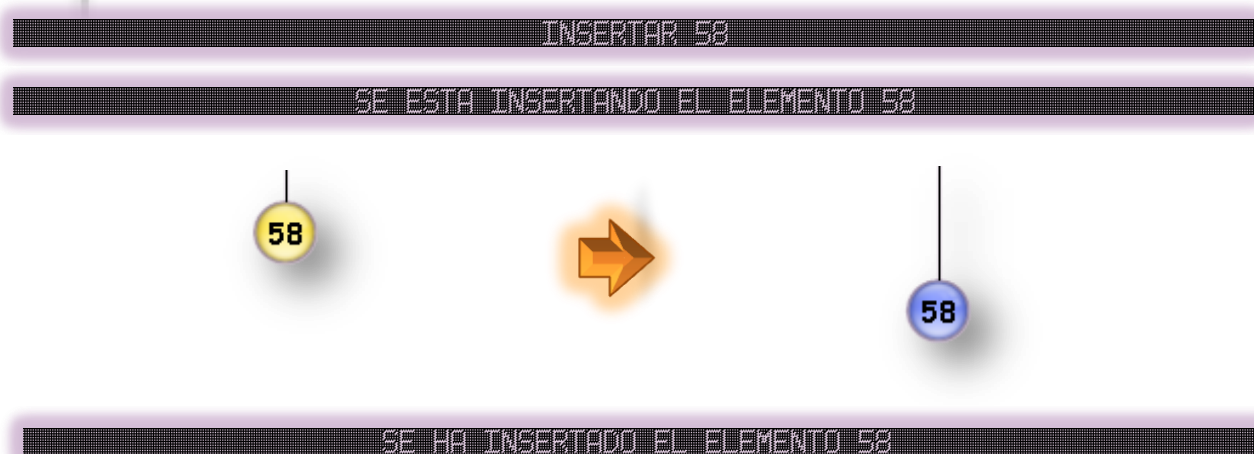 INSERTAR 58
SE ESTA INSERTANDO EL ELEMENTO 58
58
58
SE HA INSERTADO EL ELEMENTO 58